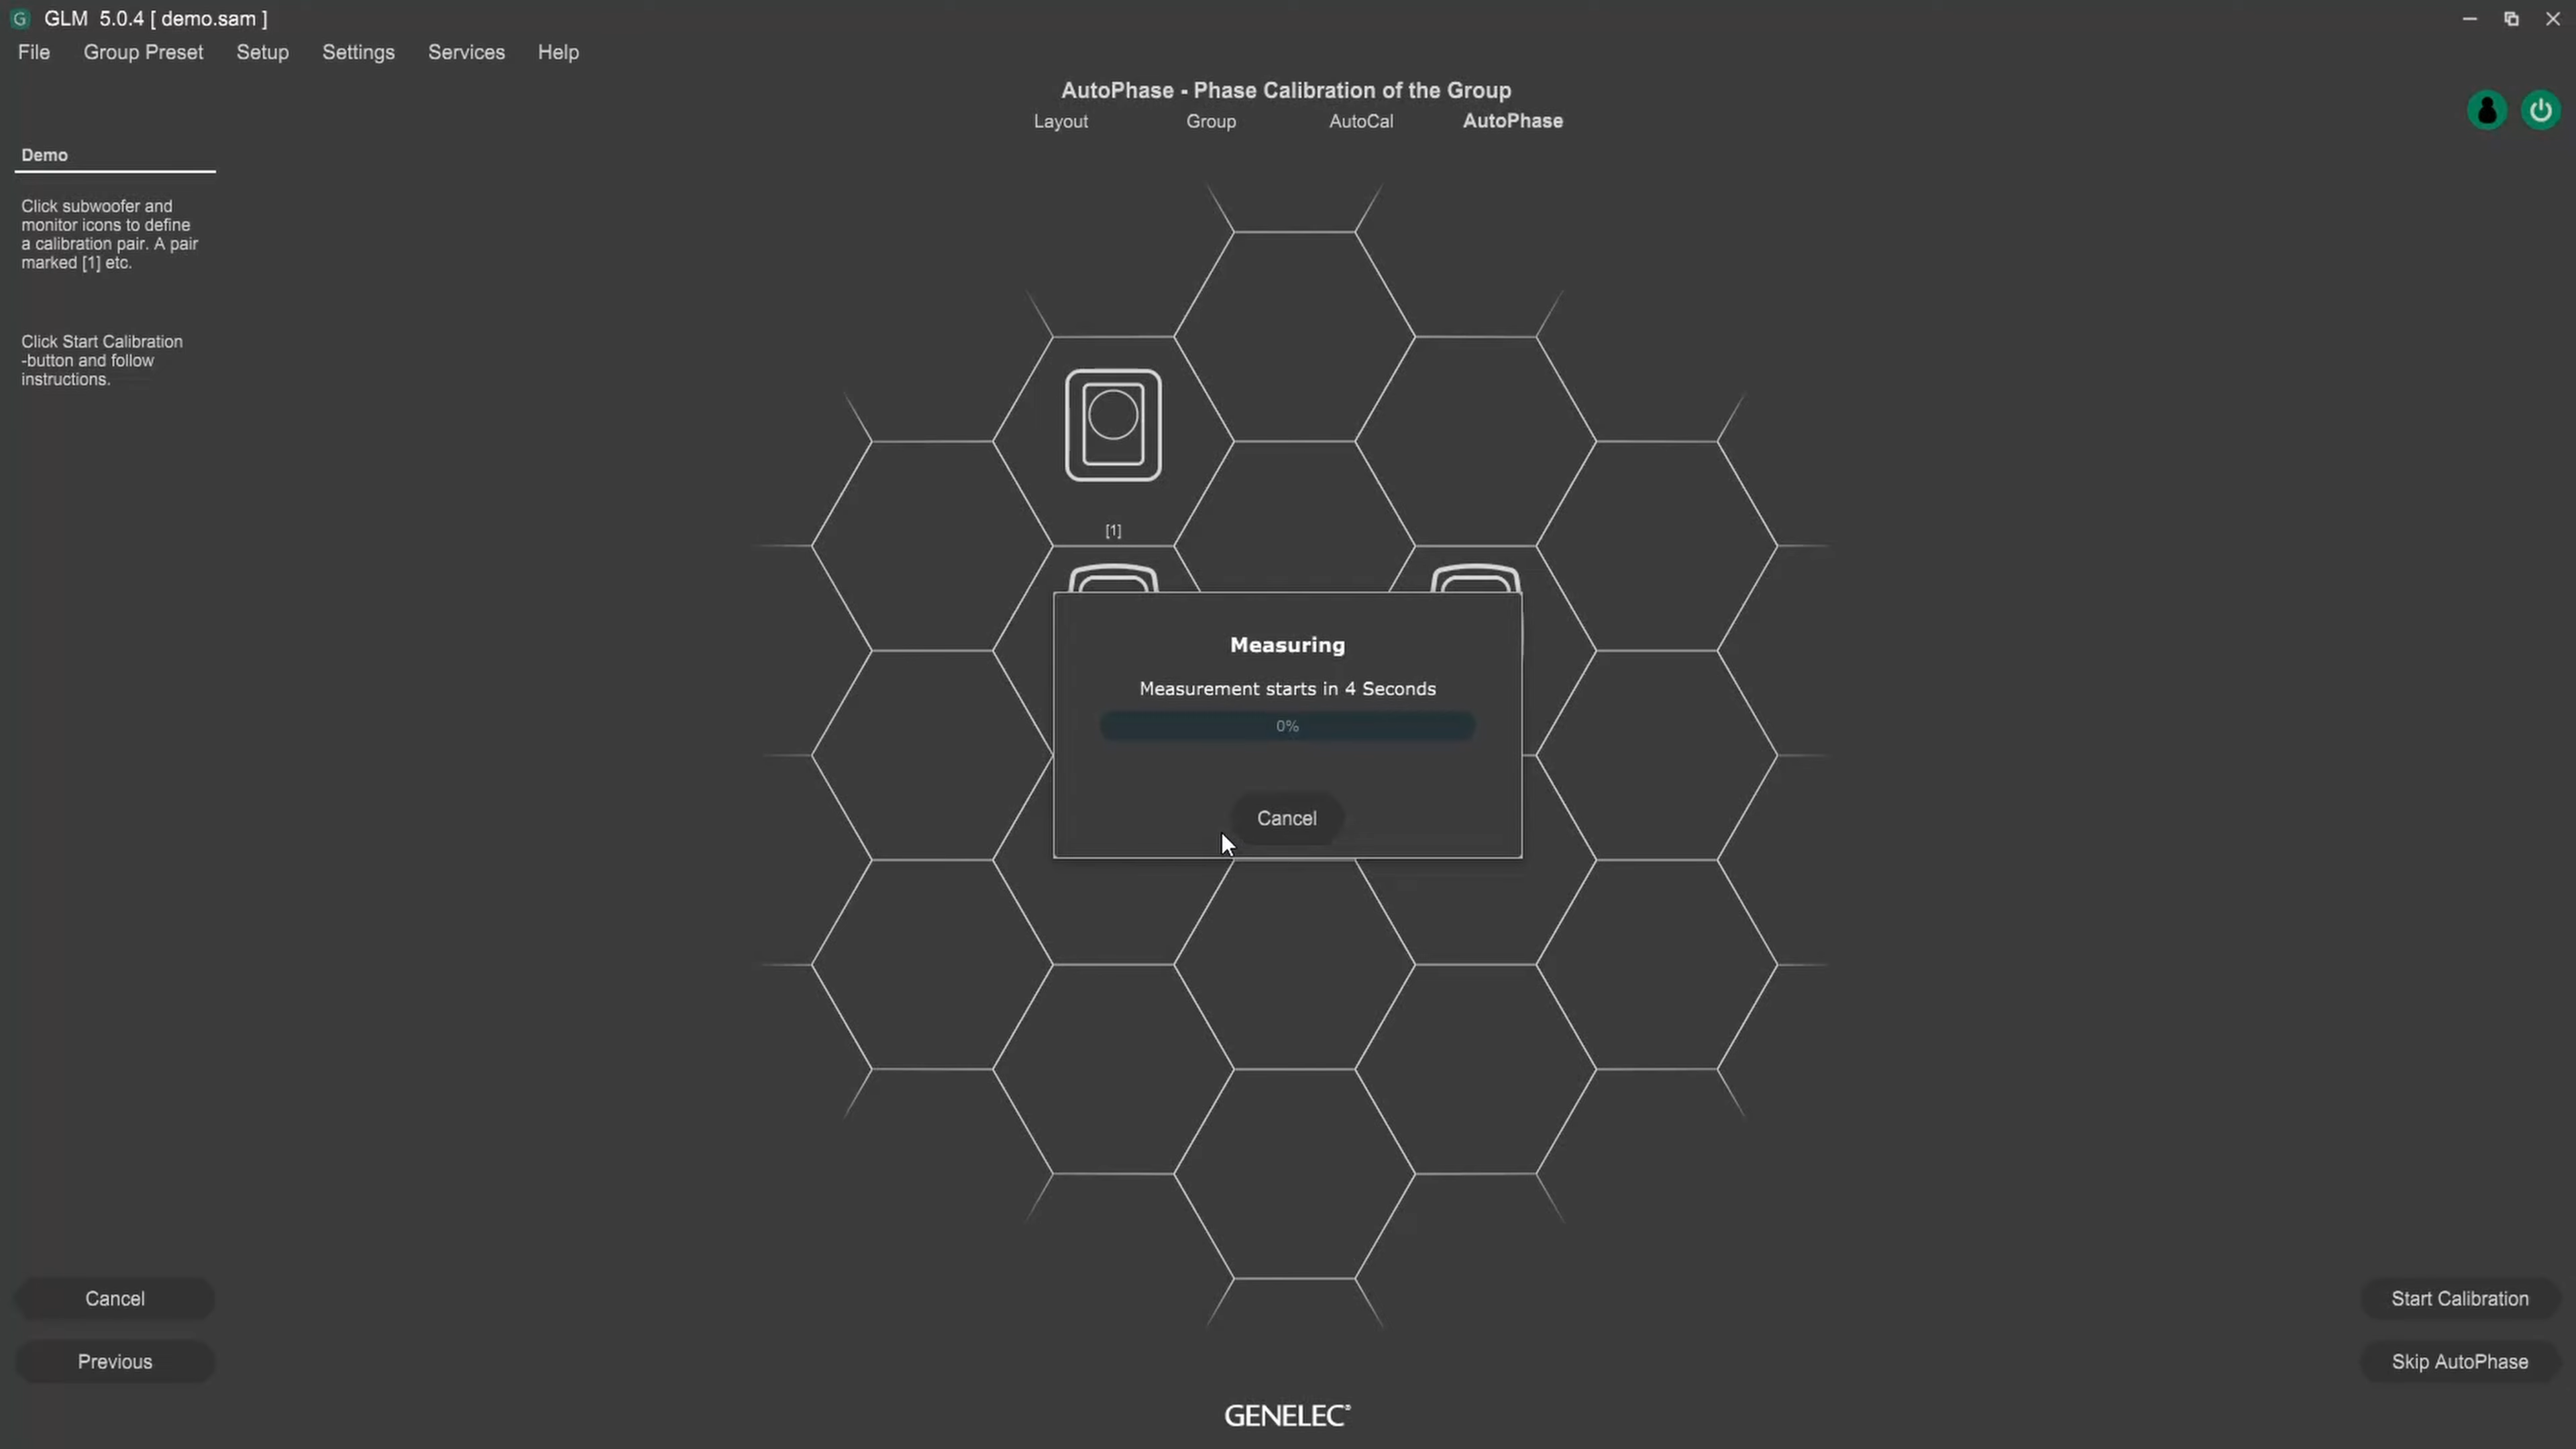 GLM 5.0.4 [ demo.sam ]
File Group Preset Setup Settings Services Help
AutoPhase - Phase Calibration of the Group
Layout Group AutoCal AutoPhase
Demo
Click subwoofer and
monitor icons to define
a calibration pair. A pair
marked [1] etc.
Click Start Calibration
-button and follow
instructions.
[1]
Measuring
Measurement starts in 4 Seconds
0%
Cancel
Cancel
Start Calibration
Previous
Skip AutoPhase
GENELEC®